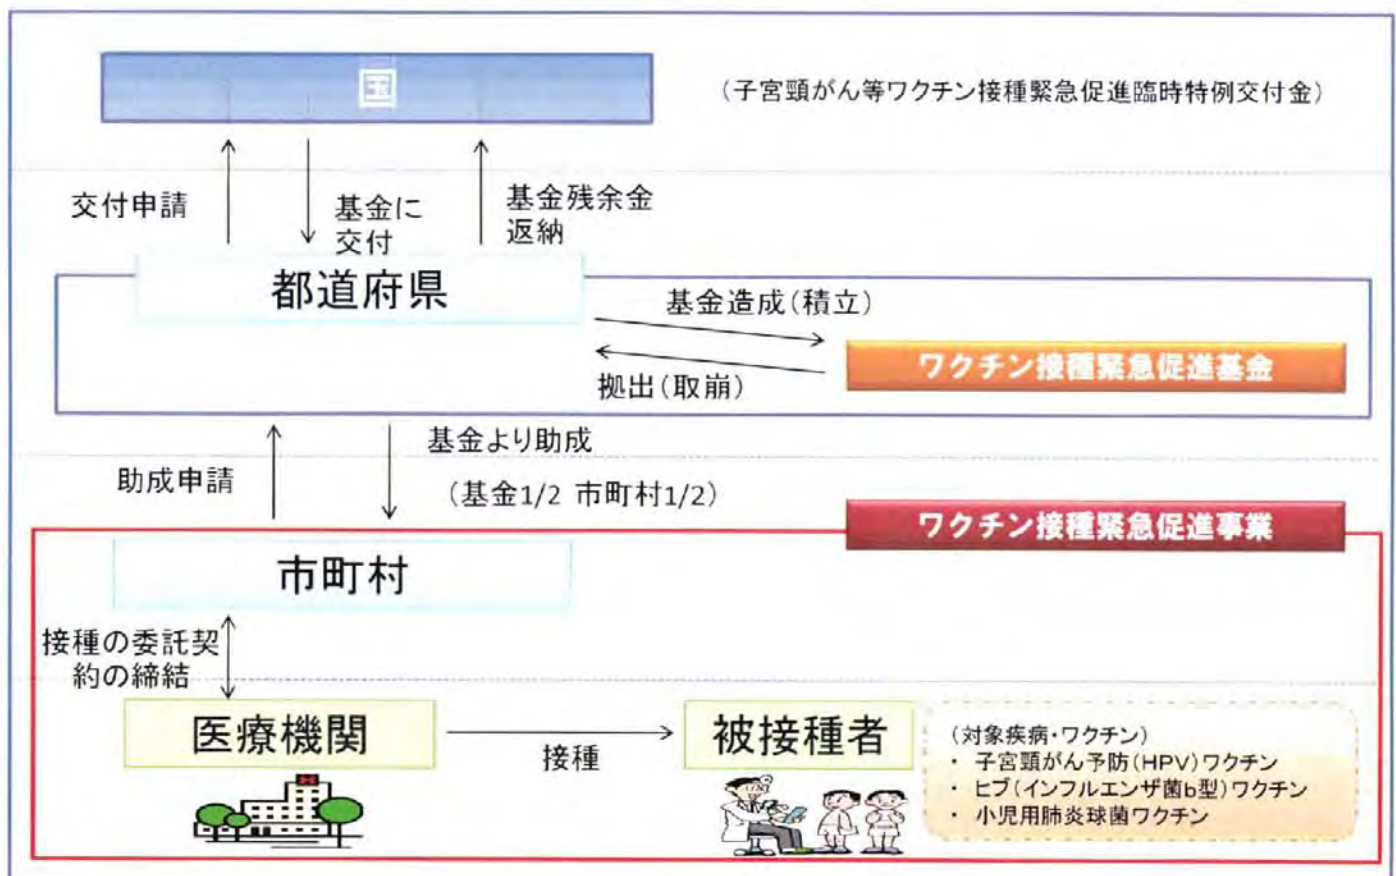 国
(子宮頸がん等ワクチン接種緊急促進臨時特例交付金)
交付申請
基金に
交付
基金残余金
返納
都道府県
基金造成(積立)
ワクチン接種緊急促進基金
拠出(取崩)
助成申請
基金より助成
(基金1/2 市町村1/2)
ワクチン接種緊急促進事業
市町村
接種の委託契
約の締結
医療機関
接種
被接種者
(対象疾病・ワクチン)
・ 子宮頸がん予防(HPV)ワクチン
・ ヒブ(インフルエンザ菌b型)ワクチン
・ 小児用肺炎球菌ワクチン